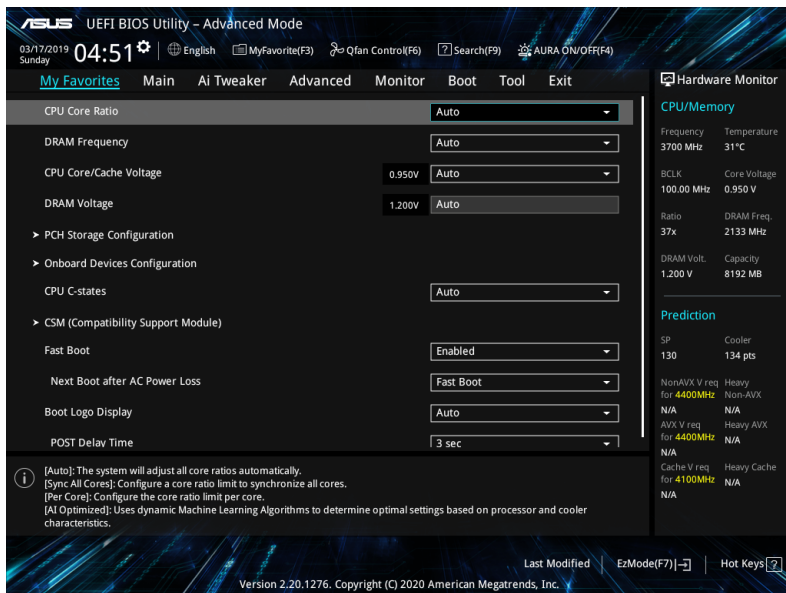 ASUS UEFI BIOS Utility – Advanced Mode
03/17/2019 Sunday 04:51 English MyFavorite(F3) Qfan Control(F6) ? Search(F9) AURA ON/OFF(F4)
My Favorites Main Ai Tweaker Advanced Monitor Boot Tool Exit
CPU Core Ratio Auto
DRAM Frequency Auto
CPU Core/Cache Voltage 0.950V Auto
DRAM Voltage 1.200V Auto
> PCH Storage Configuration
> Onboard Devices Configuration
CPU C-states Auto
> CSM (Compatibility Support Module)
Fast Boot Enabled
Next Boot after AC Power Loss Fast Boot
Boot Logo Display Auto
POST Delay Time 3 sec
[Auto]: The system will adjust all core ratios automatically.
[Sync All Cores]: Configure a core ratio limit to synchronize all cores.
[Per Core]: Configure the core ratio limit per core.
[AI Optimized]: Uses dynamic Machine Learning Algorithms to determine optimal settings based on processor and cooler
characteristics.
Hardware Monitor
CPU/Memory
Frequency Temperature
3700 MHz 31°C
BCLK Core Voltage
100.00 MHz 0.950 V
Ratio DRAM Freq.
37x 2133 MHz
DRAM Volt. Capacity
1.200 V 8192 MB
Prediction
SP Cooler
130 134 pts
NonAVX V req Heavy
for 4400MHz Non-AVX
N/A N/A
AVX V req Heavy AVX
for 4400MHz N/A
N/A
Cache V req Heavy Cache
for 4100MHz N/A
N/A
Last Modified EzMode(F7) Hot Keys ?
Version 2.20.1276. Copyright (C) 2020 American Megatrends, Inc.